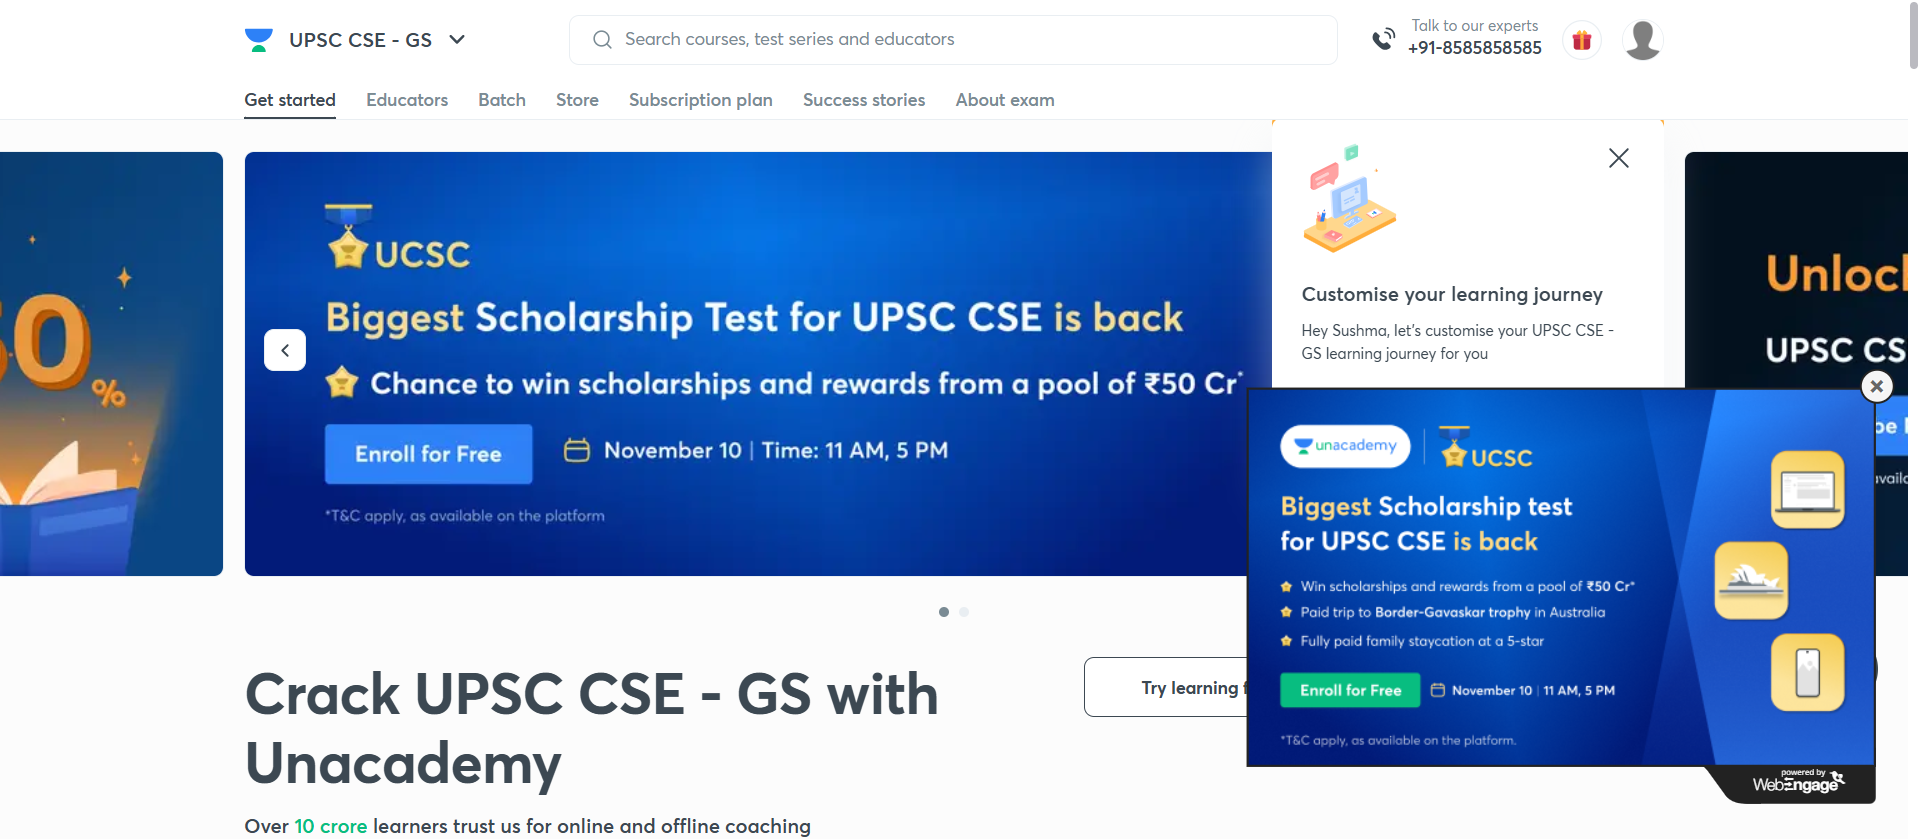 UPSC CSE - GS
Search courses, test series and educators
Talk to our experts
+91-8585858585
Get started
Educators
Batch
Store
Subscription plan
Success stories
About exam
%
UCSC
Biggest Scholarship Test for UPSC CSE is back
Chance to win scholarships and rewards from a pool of ₹50 Cr*
Enroll for Free
November 10 | Time: 11 AM, 5 PM
*T&C apply, as available on the platform
Customise your learning journey
Hey Sushma, let's customise your UPSC CSE -
GS learning journey for you
UPSC
unacademy
UCSC
Biggest Scholarship test
for UPSC CSE is back
Win scholarships and rewards from a pool of ₹50 Cr*
Paid trip to Border-Gavaskar trophy in Australia
Fully paid family staycation at a 5-star
Enroll for Free
November 10 | 11 AM, 5 PM
*T&C apply, as available on the platform.
powered by
WebEngage
Crack UPSC CSE - GS with
Unacademy
Try learning
Over 10 crore learners trust us for online and offline coaching